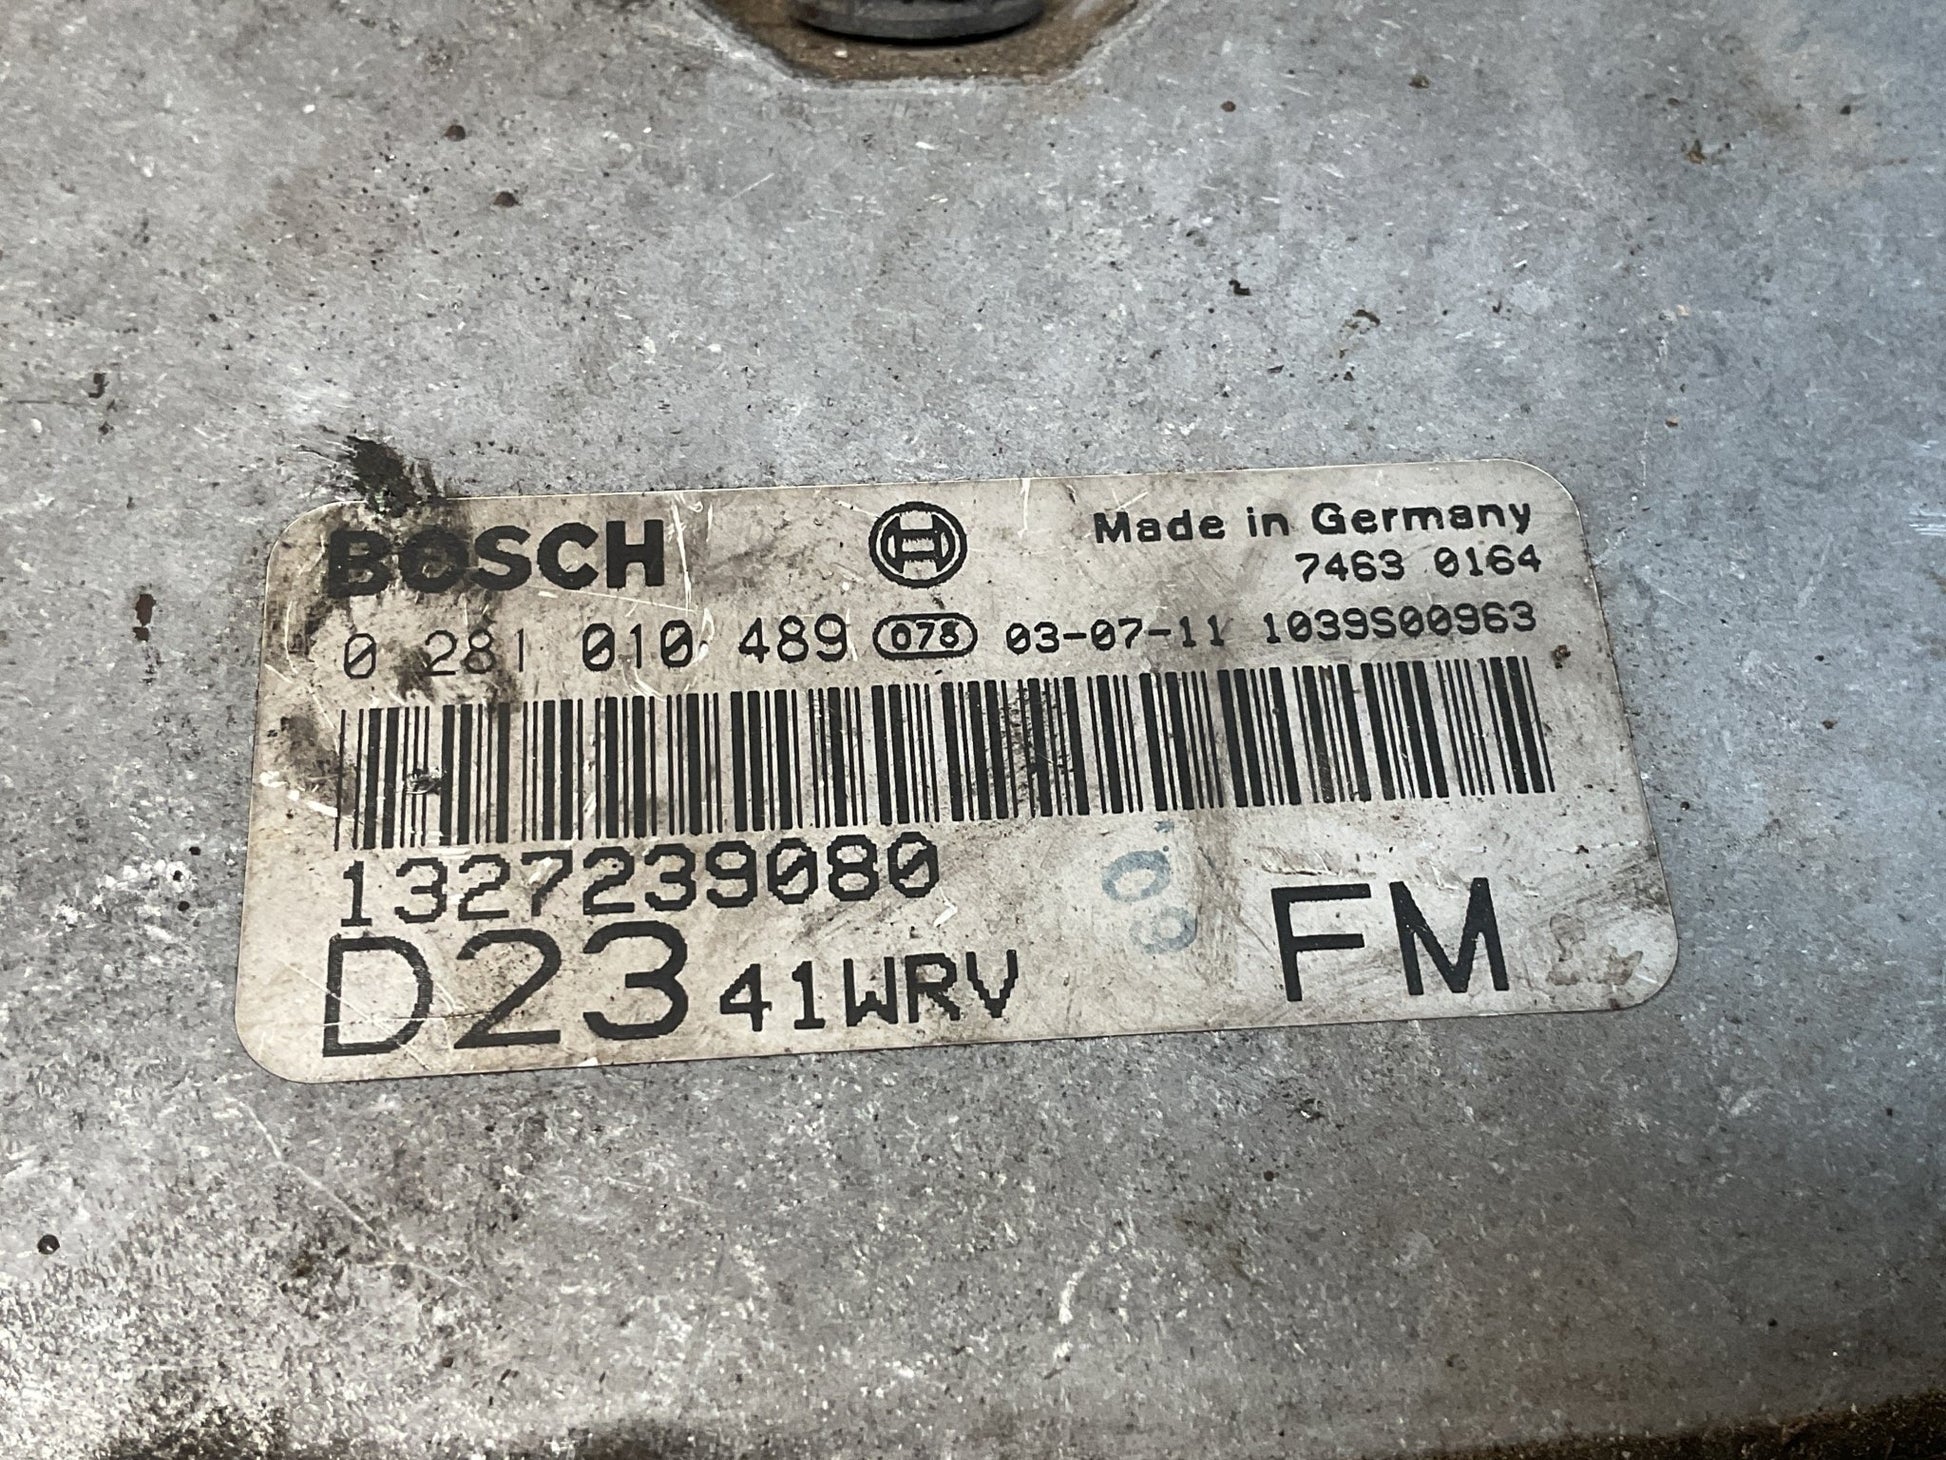 BOSCH Made in Germany
7463 0164
0 281 010 489 078 03-07-11 1039S00963
1327239080
D23 41WRV FM